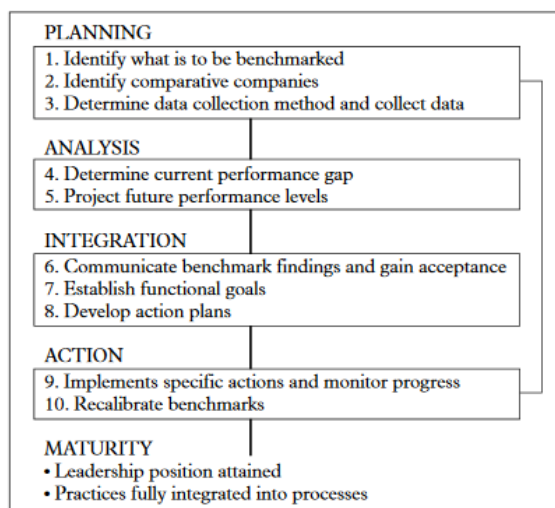 PLANNING
1. Identify what is to be benchmarked
2. Identify comparative companies
3. Determine data collection method and collect data
ANALYSIS
4. Determine current performance gap
5. Project future performance levels
INTEGRATION
6. Communicate benchmark findings and gain acceptance
7. Establish functional goals
8. Develop action plans
ACTION
9. Implements specific actions and monitor progress
10. Recalibrate benchmarks
MATURITY
• Leadership position attained
• Practices fully integrated into processes